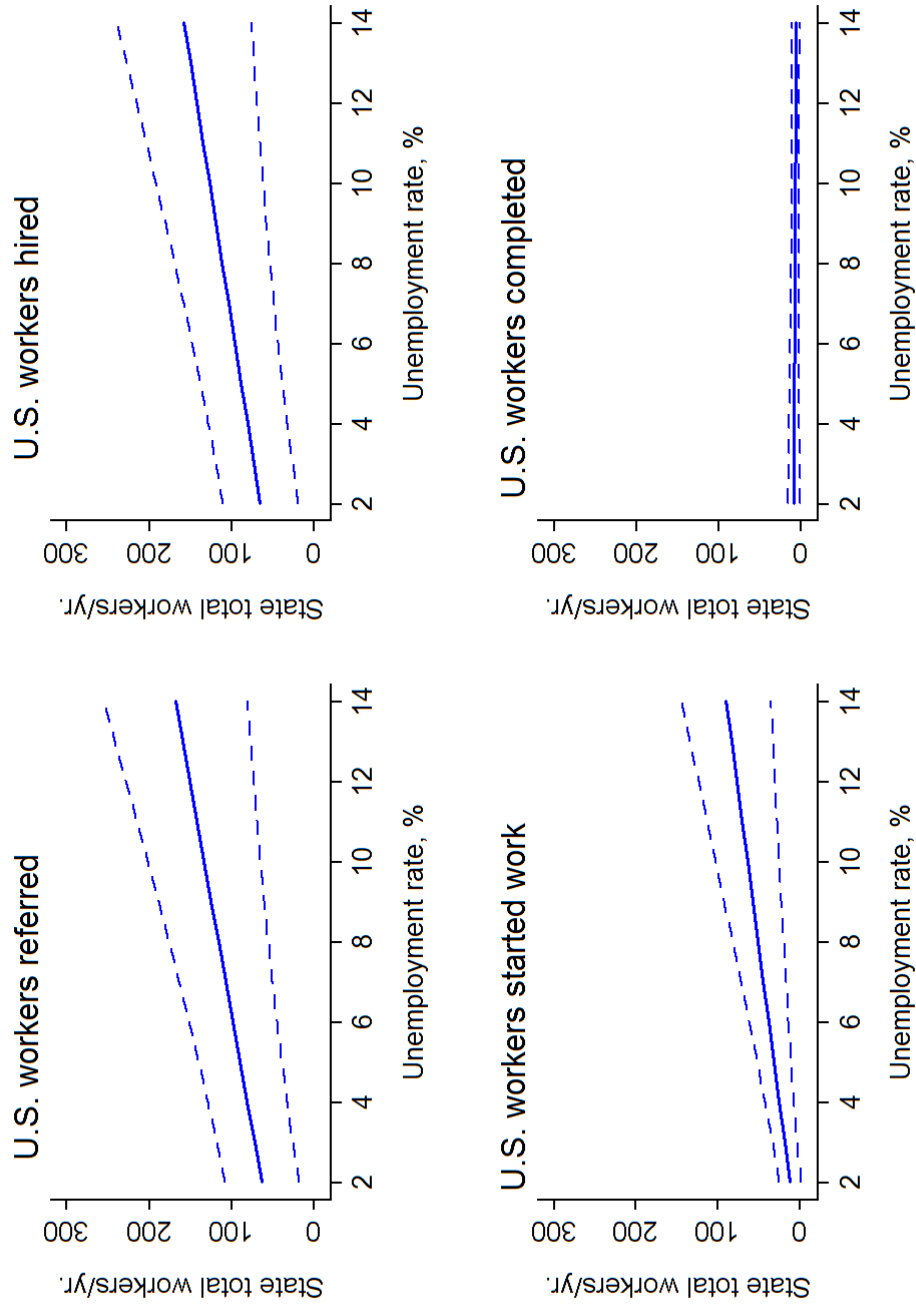 U.S. workers referred
State total workers/yr.
300
200
100
0
2 4 6 8 10 12 14
Unemployment rate, %
U.S. workers hired
State total workers/yr.
300
200
100
0
2 4 6 8 10 12 14
Unemployment rate, %
U.S. workers started work
State total workers/yr.
300
200
100
0
2 4 6 8 10 12 14
Unemployment rate, %
U.S. workers completed
State total workers/yr.
300
200
100
0
2 4 6 8 10 12 14
Unemployment rate, %